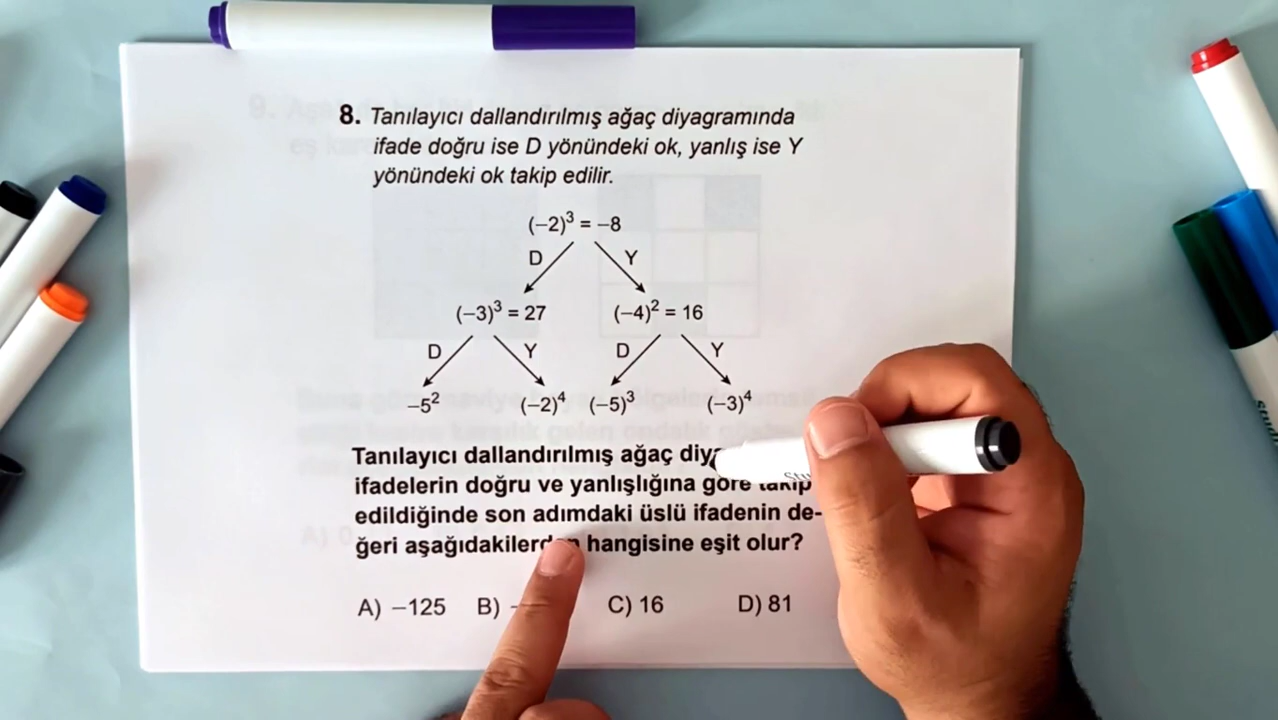 8. Tanılayıcı dallandırılmış ağaç diyagramında
ifade doğru ise D yönündeki ok, yanlış ise Y
yönündeki ok takip edilir.
(−2)³ = −8
D Y
(−3)³ = 27 (−4)² = 16
D Y D Y
−5² (−2)⁴ (−5)³ (−3)⁴
Tanılayıcı dallandırılmış ağaç
ifadelerin doğru ve yanlışlığına göre takip
edildiğinde son adımdaki üslü ifadenin de-
ğeri aşağıdakilerden hangisine eşit olur?
A) −125 B) - C) 16 D) 81